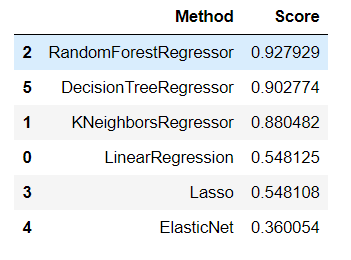 Method Score
2 RandomForestRegressor 0.927929
5 DecisionTreeRegressor 0.902774
1 KNeighborsRegressor 0.880482
0 LinearRegression 0.548125
3 Lasso 0.548108
4 ElasticNet 0.360054